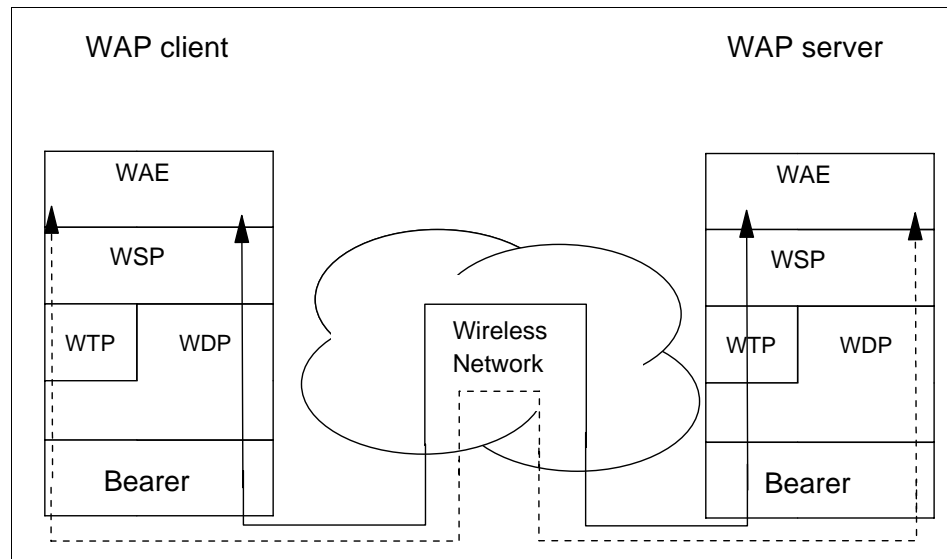 WAP client
WAP server
WAE
WSP
WTP
WDP
Bearer
Wireless
Network
WAE
WSP
WTP
WDP
Bearer